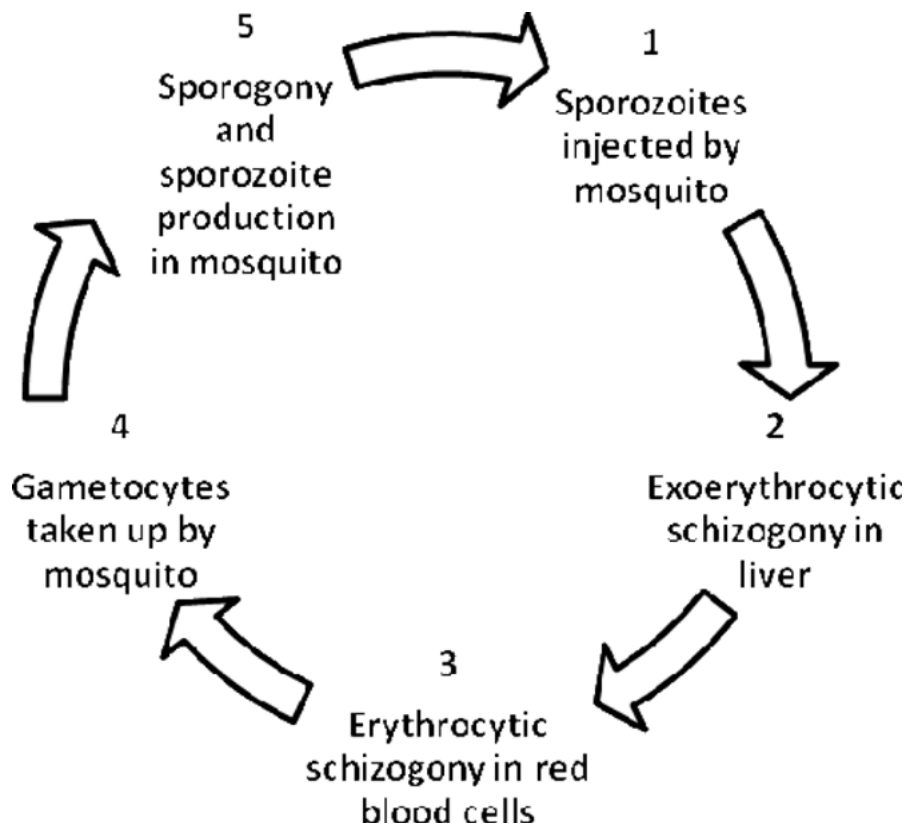 1
Sporozoites
injected by
mosquito
2
Exoerythrocytic
schizogony in
liver
3
Erythrocytic
schizogony in red
blood cells
4
Gametocytes
taken up by
mosquito
5
Sporogony
and
sporozoite
production
in mosquito